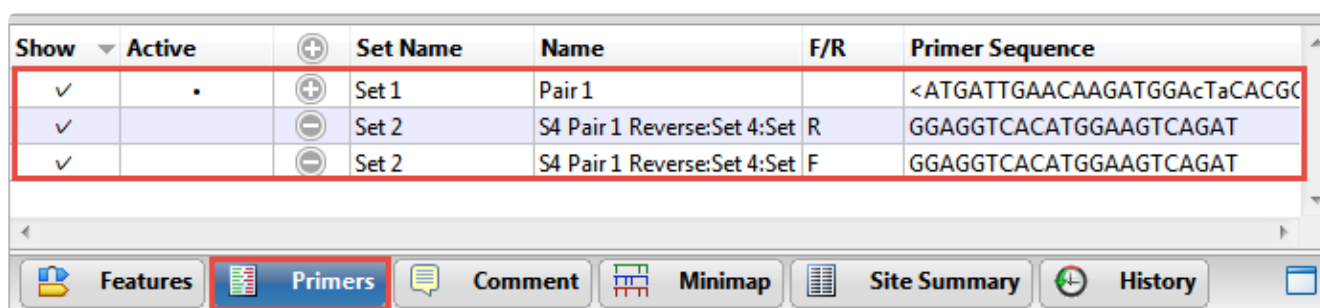 Show Active Set Name Name F/R Primer Sequence
Set 1 Pair 1 <ATGATTGAACAAGATGGAcTaCACGC
Set 2 S4 Pair 1 Reverse:Set 4:Set R GGAGGTCACATGGAAGTCAGAT
Set 2 S4 Pair 1 Reverse:Set 4:Set F GGAGGTCACATGGAAGTCAGAT
Features Primers Comment Minimap Site Summary History